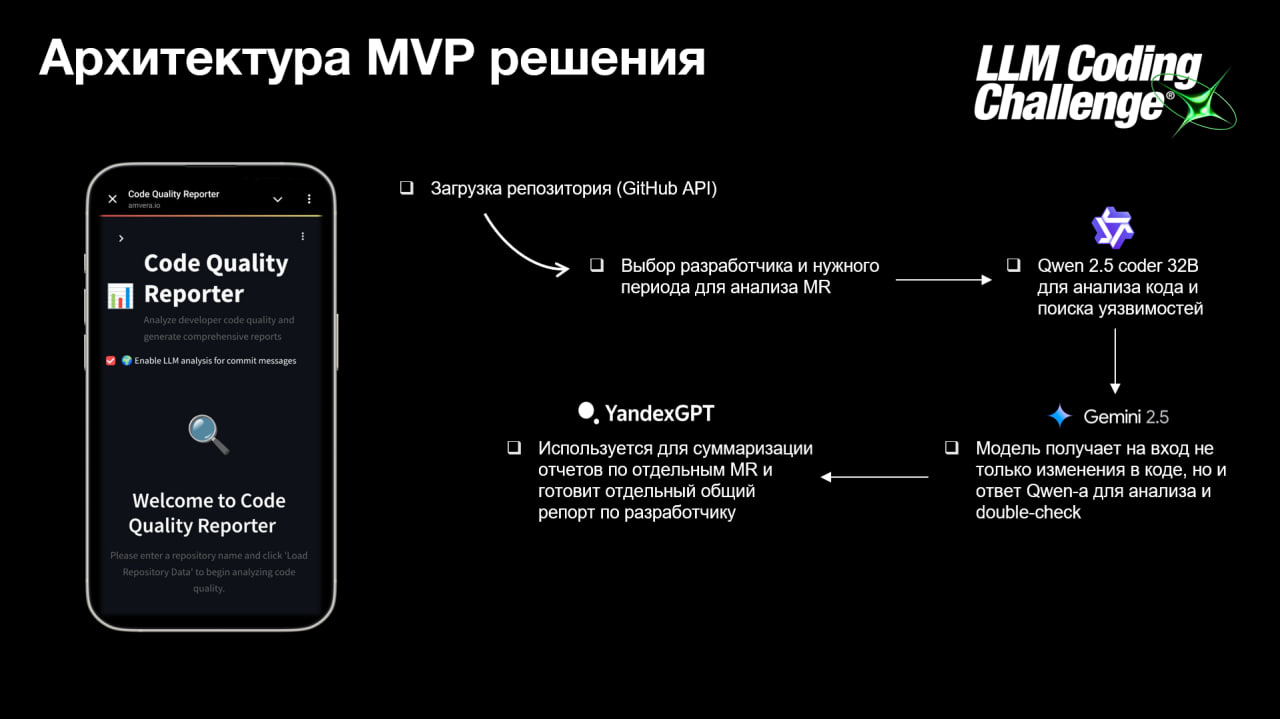 Архитектура MVP решения
LLM Coding
Challenge®
Code Quality Reporter
amvera.io
Code Quality
Reporter
Analyze developer code quality and
generate comprehensive reports
Enable LLM analysis for commit messages
Welcome to Code
Quality Reporter
Please enter a repository name and click 'Load
Repository Data' to begin analyzing code
quality.
Загрузка репозитория (GitHub API)
Выбор разработчика и нужного
периода для анализа MR
Qwen 2.5 coder 32B
для анализа кода и
поиска уязвимостей
Gemini 2.5
Модель получает на вход не
только изменения в коде, но и
ответ Qwen-а для анализа и
double-check
YandexGPT
Используется для суммаризации
отчетов по отдельным MR и
готовит отдельный общий
репорт по разработчику